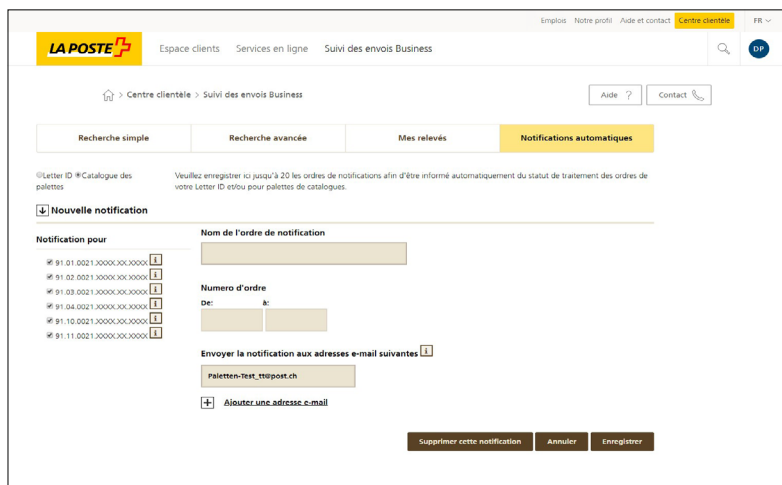 Emplois Notre profil Aide et contact Centre clientèle FR
LA POSTE Espace clients Services en ligne Suivi des envois Business DP
> Centre clientèle > Suivi des envois Business Aide ? Contact
Recherche simple Recherche avancée Mes relevés Notifications automatiques
Letter ID Catalogue des palettes
Veuillez enregistrer ici jusqu'à 20 les ordres de notifications afin d'être informé automatiquement du statut de traitement des ordres de
votre Letter ID et/ou pour palettes de catalogues.
Nouvelle notification
Notification pour
91.01.0021.XXXX.XX.XXXX i
91.02.0021.XXXX.XX.XXXX i
91.03.0021.XXXX.XX.XXXX i
91.04.0021.XXXX.XX.XXXX i
91.10.0021.XXXX.XX.XXXX i
91.11.0021.XXXX.XX.XXXX i
Nom de l'ordre de notification
Numero d'ordre
De: à:
Envoyer la notification aux adresses e-mail suivantes i
Paletten-Test_tt@post.ch
+ Ajouter une adresse e-mail
Supprimer cette notification Annuler Enregistrer